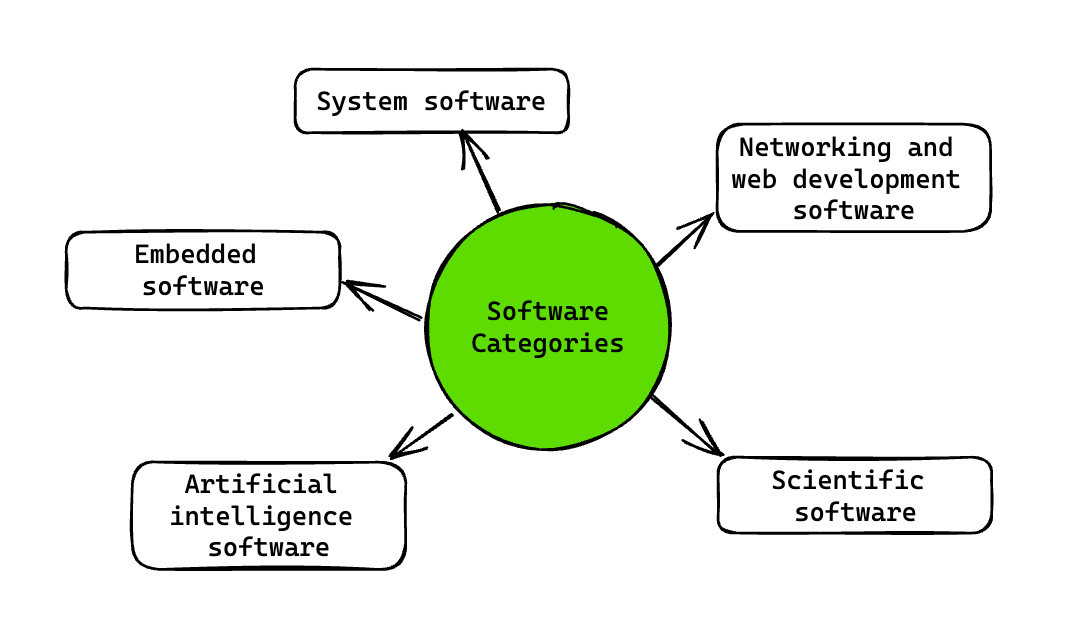 System software
Networking and
web development
software
Embedded
software
Software
Categories
Artificial
intelligence
software
Scientific
software